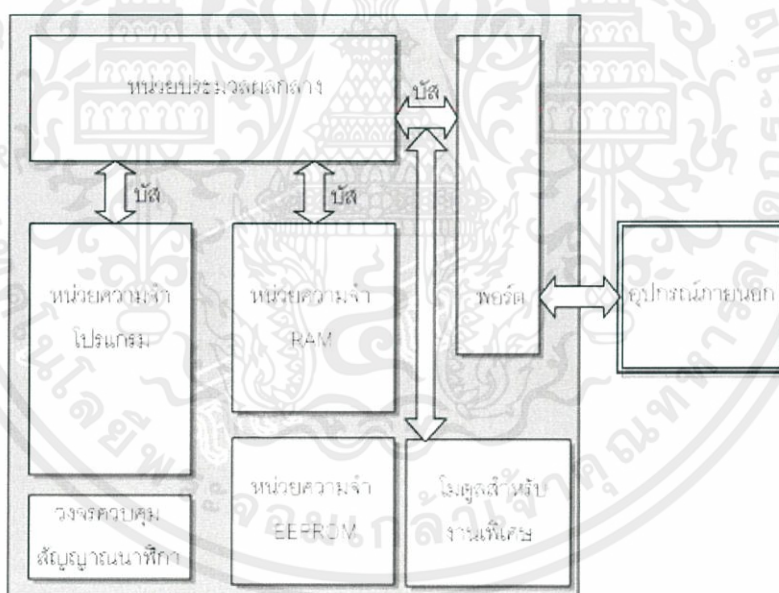 หน่วยประมวลผลกลาง
บัส
บัส
บัส
หน่วยความจำ
โปรแกรม
หน่วยความจำ
RAM
พอร์ต
อุปกรณ์ภายนอก
หน่วยความจำ
EEPROM
โมดูลสำหรับ
งานพิเศษ
วงจรควบคุม
สัญญาณนาฬิกา